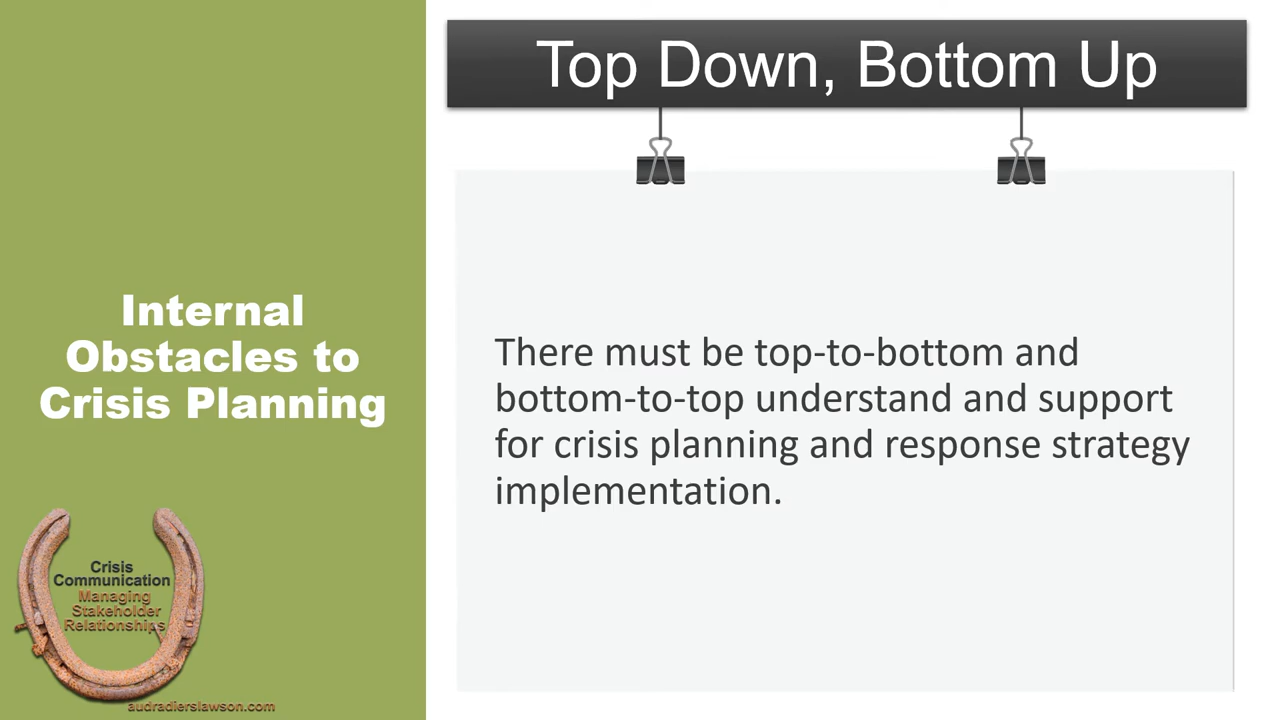 Top Down, Bottom Up
Internal
Obstacles to
Crisis Planning
There must be top-to-bottom and
bottom-to-top understand and support
for crisis planning and response strategy
implementation.
Crisis
Communication
Managing
Stakeholder
Relationships
audradierslawson.com